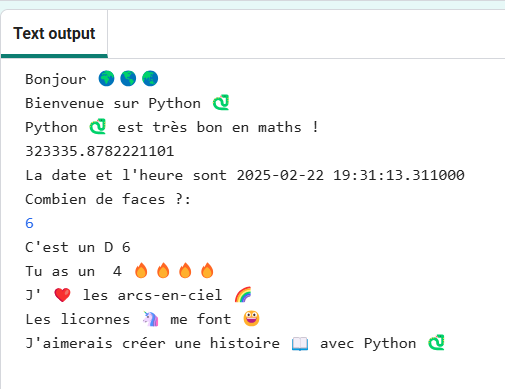 Text output
Bonjour 🌍🌎🌏
Bienvenue sur Python 🐉
Python 🐉 est très bon en maths !
323335.8782221101
La date et l'heure sont 2025-02-22 19:31:13.311000
Combien de faces ?:
6
C'est un D 6
Tu as un  4 🔥🔥🔥🔥
J' ❤️ les arcs-en-ciel 🌈
Les licornes 🦄 me font 😃
J'aimerais créer une histoire 📖 avec Python 🐉